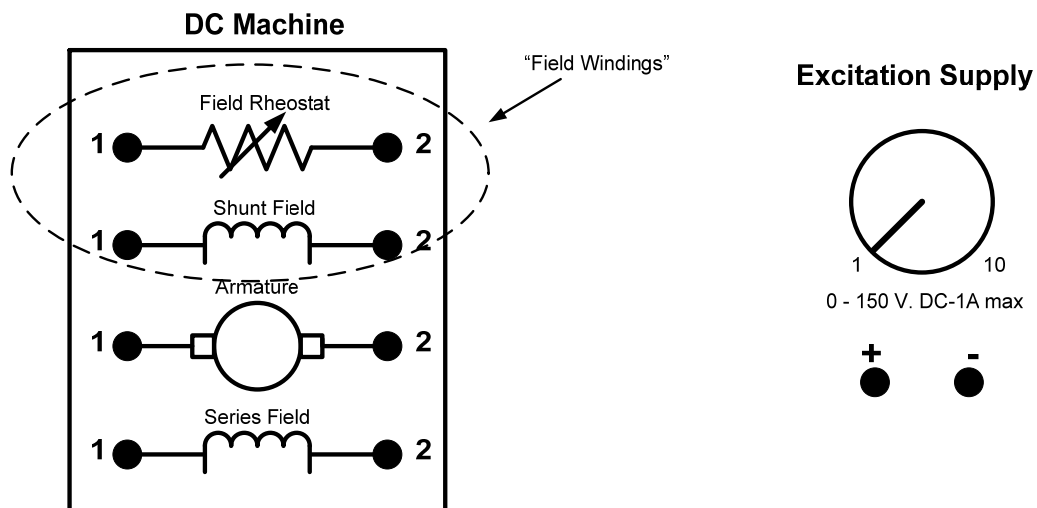 DC Machine
"Field Windings"
Excitation Supply
Field Rheostat
1 2
Shunt Field
1 2
Armature
1 2
Series Field
1 2
1 10
0 - 150 V. DC-1A max
+ -